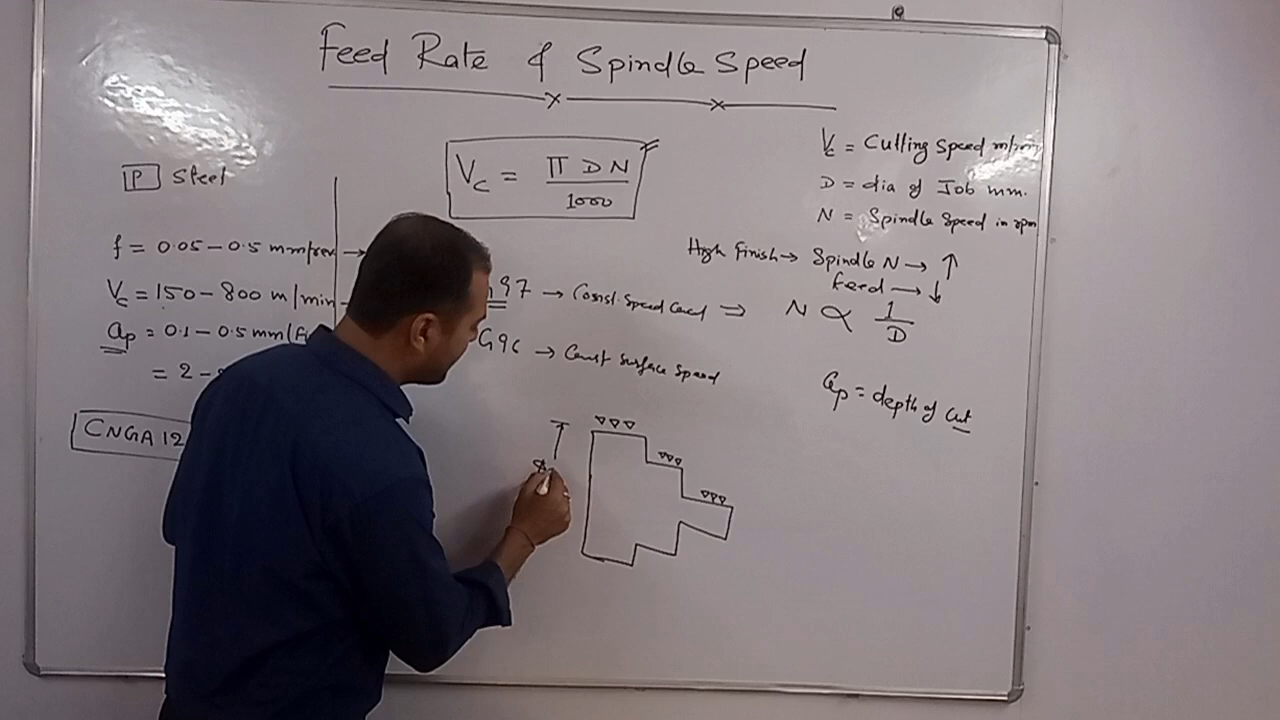 Feed Rate & Spindle Speed
Vc = Π D N / 1000
Vc = Cutting Speed m/min
D = dia of Job mm.
N = Spindle Speed in rpm
P Steel
f = 0.05 – 0.5 mm/rev →
Vc = 150 – 800 m/min
ap = 0.1 – 0.5 mm
= 2 –
CNGA 12
High Finish → Spindle N → ↑
feed → ↓
G97 → Const. Speed ⇒ N ∝ 1/D
G96 → Const Surface Speed
ap = depth of cut
▽▽▽
▽▽▽
▽▽▽